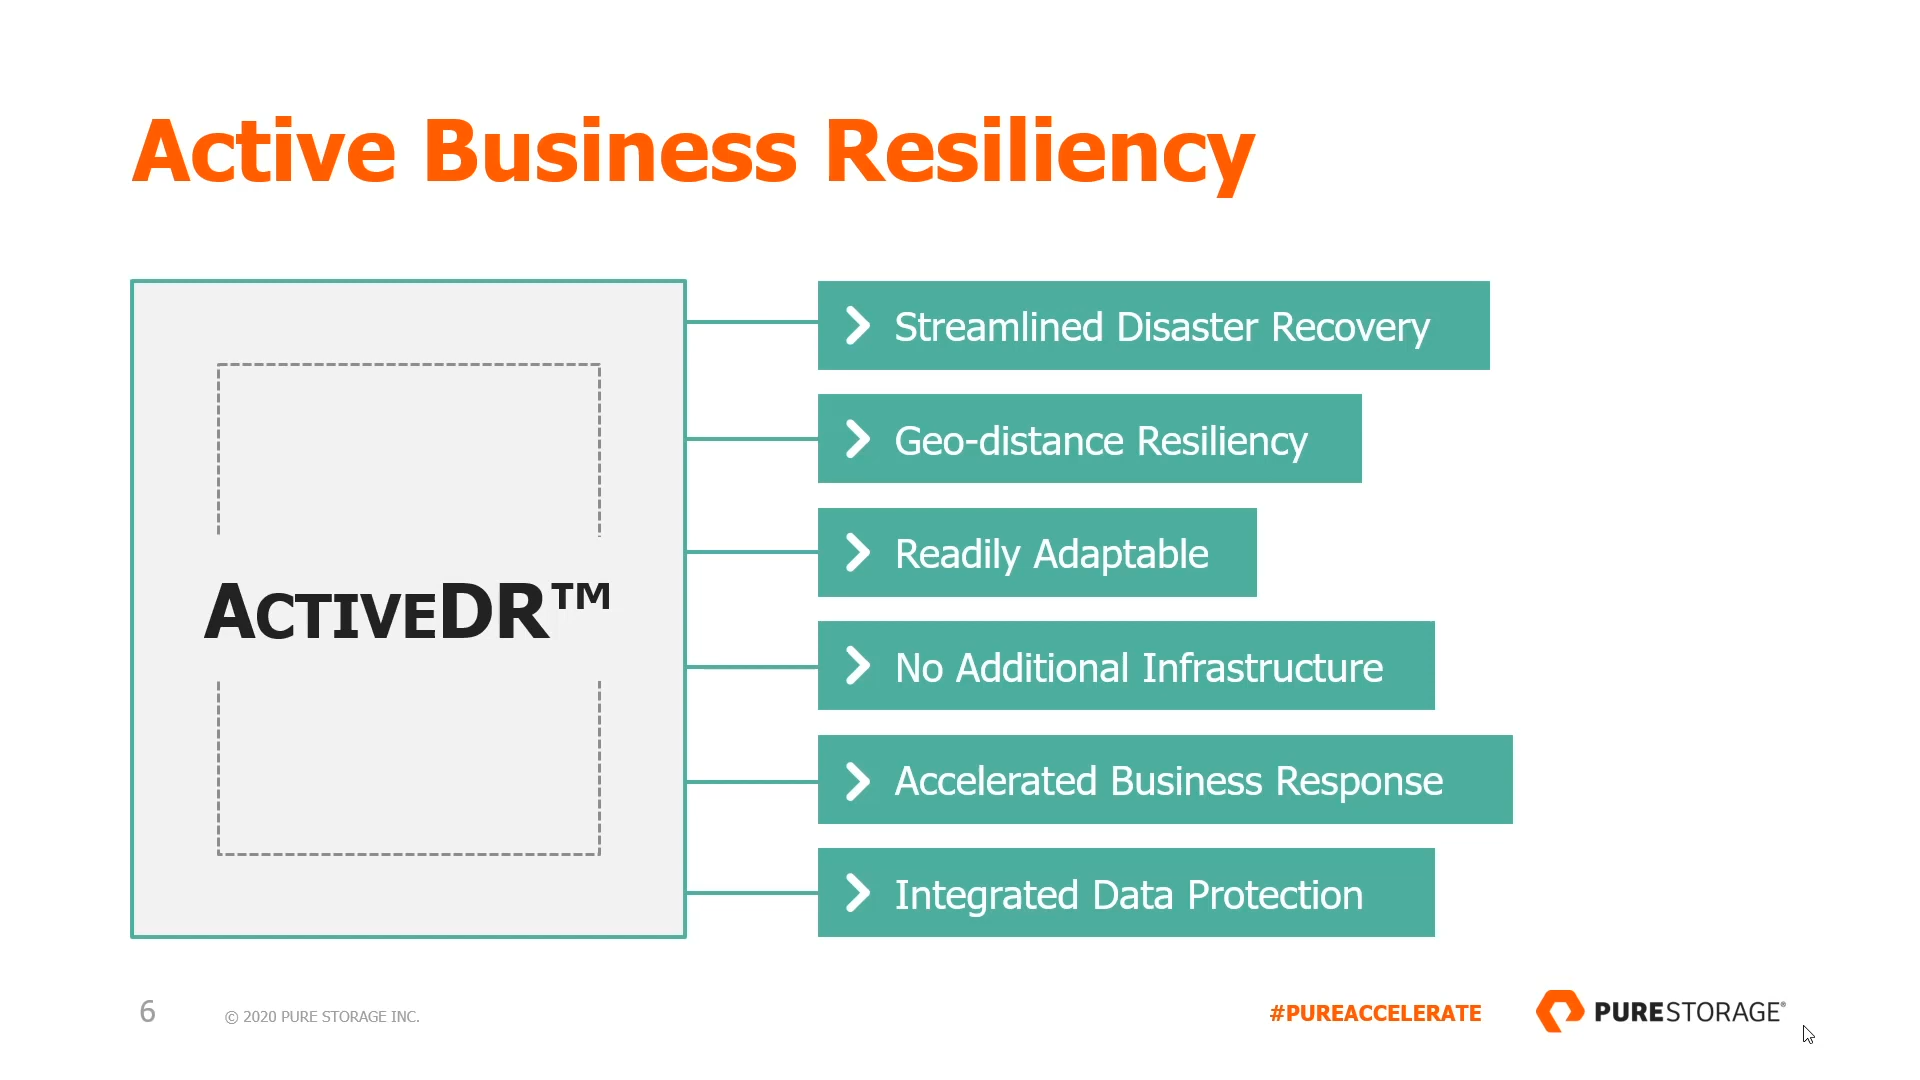 Active Business Resiliency
Streamlined Disaster Recovery
Geo-distance Resiliency
Readily Adaptable
ACTIVEDR™
No Additional Infrastructure
Accelerated Business Response
Integrated Data Protection
6
© 2020 PURE STORAGE INC.
#PUREACCELERATE
PURESTORAGE®